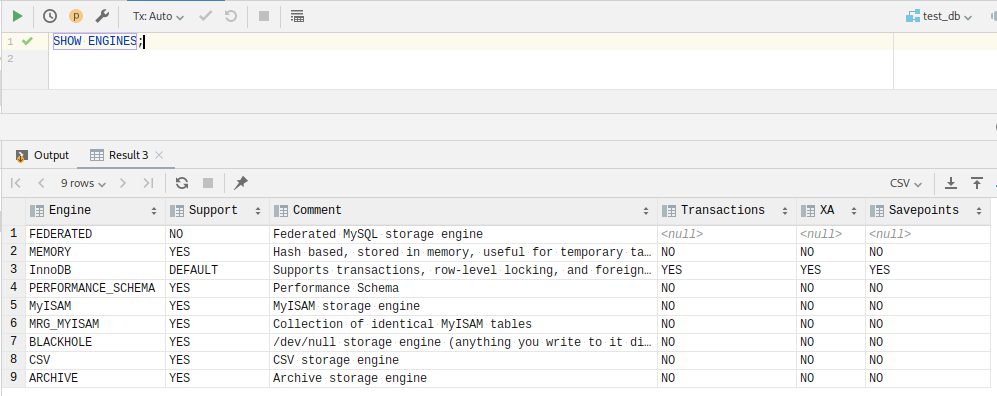 Tx: Auto test_db
1 SHOW ENGINES;
2
Output Result 3
9 rows CSV
Engine Support Comment Transactions XA Savepoints
1 FEDERATED NO Federated MySQL storage engine <null> <null> <null>
2 MEMORY YES Hash based, stored in memory, useful for temporary ta… NO NO NO
3 InnoDB DEFAULT Supports transactions, row-level locking, and foreign… YES YES YES
4 PERFORMANCE_SCHEMA YES Performance Schema NO NO NO
5 MyISAM YES MyISAM storage engine NO NO NO
6 MRG_MYISAM YES Collection of identical MyISAM tables NO NO NO
7 BLACKHOLE YES /dev/null storage engine (anything you write to it di… NO NO NO
8 CSV YES CSV storage engine NO NO NO
9 ARCHIVE YES Archive storage engine NO NO NO